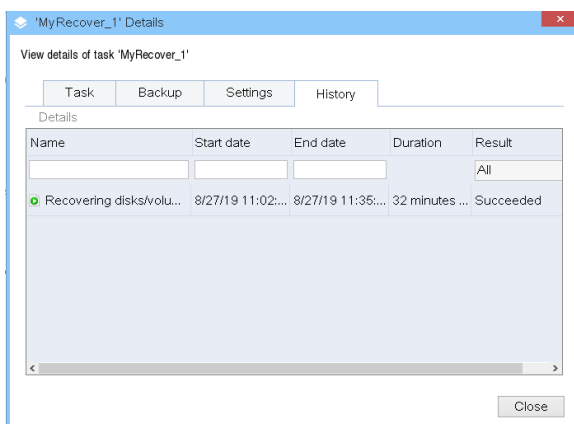 'MyRecover_1' Details
View details of task 'MyRecover_1'
Task Backup Settings History
Details
Name Start date End date Duration Result
All
Recovering disks/volu... 8/27/19 11:02:... 8/27/19 11:35:... 32 minutes ... Succeeded
Close